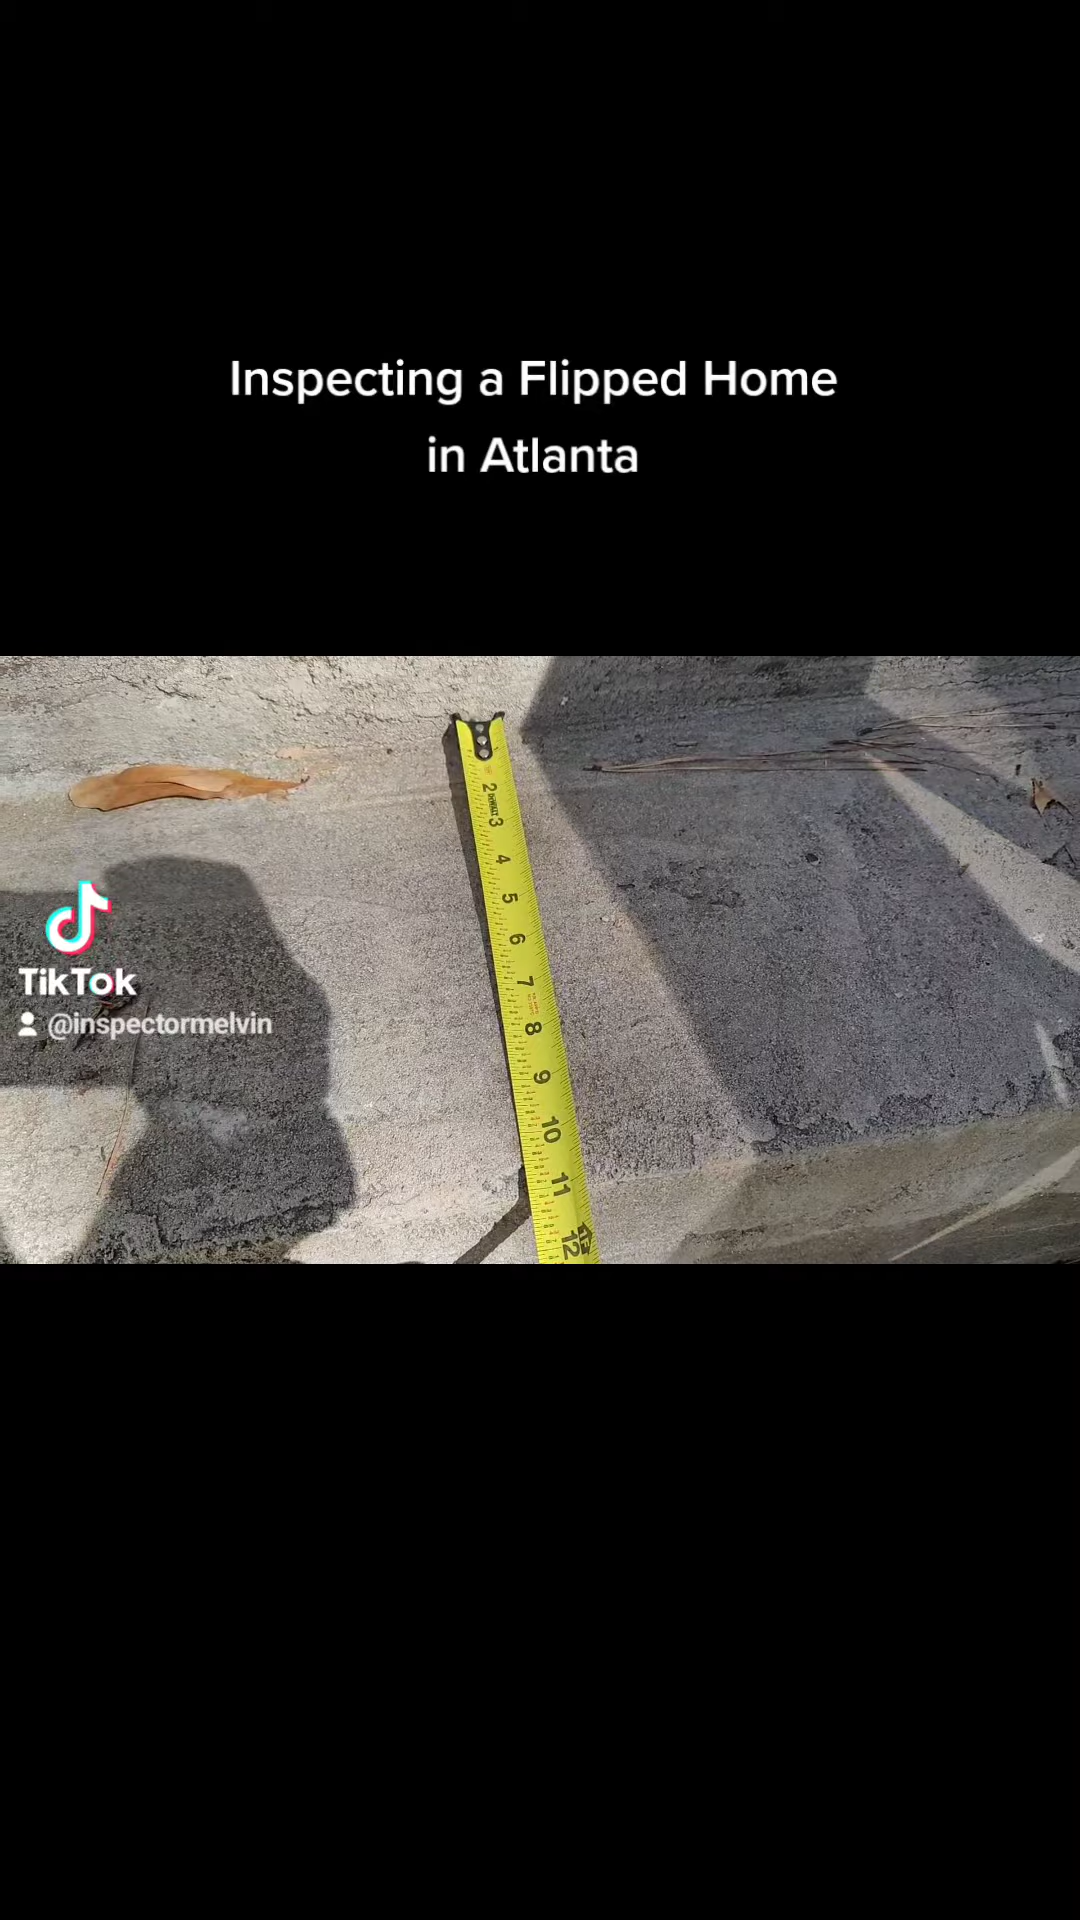 Inspecting a Flipped Home
in Atlanta
2
DEWALT
3
4
5
6
7
8
9
10
11
12
1F
TikTok
@inspectormelvin